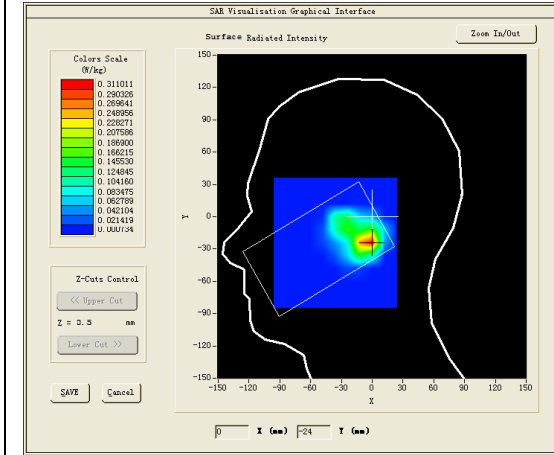 SAR Visualisation Graphical Interface
Surface Radiated Intensity
Zoom In/Out
Colors Scale
(W/kg)
0.311011
0.290326
0.269641
0.248956
0.228271
0.207586
0.186900
0.166215
0.145530
0.124845
0.104160
0.083475
0.062789
0.042104
0.021419
0.000734
150
120
90
60
30
0
-30
-60
-90
-120
-150
Y
-150 -120 -90 -60 -30 0 30 60 90 120 150
X
Z-Cuts Control
<< Upper Cut
Z = 0.5 mm
Lower Cut >>
SAVE Cancel
0 X (mm) -24 Y (mm)